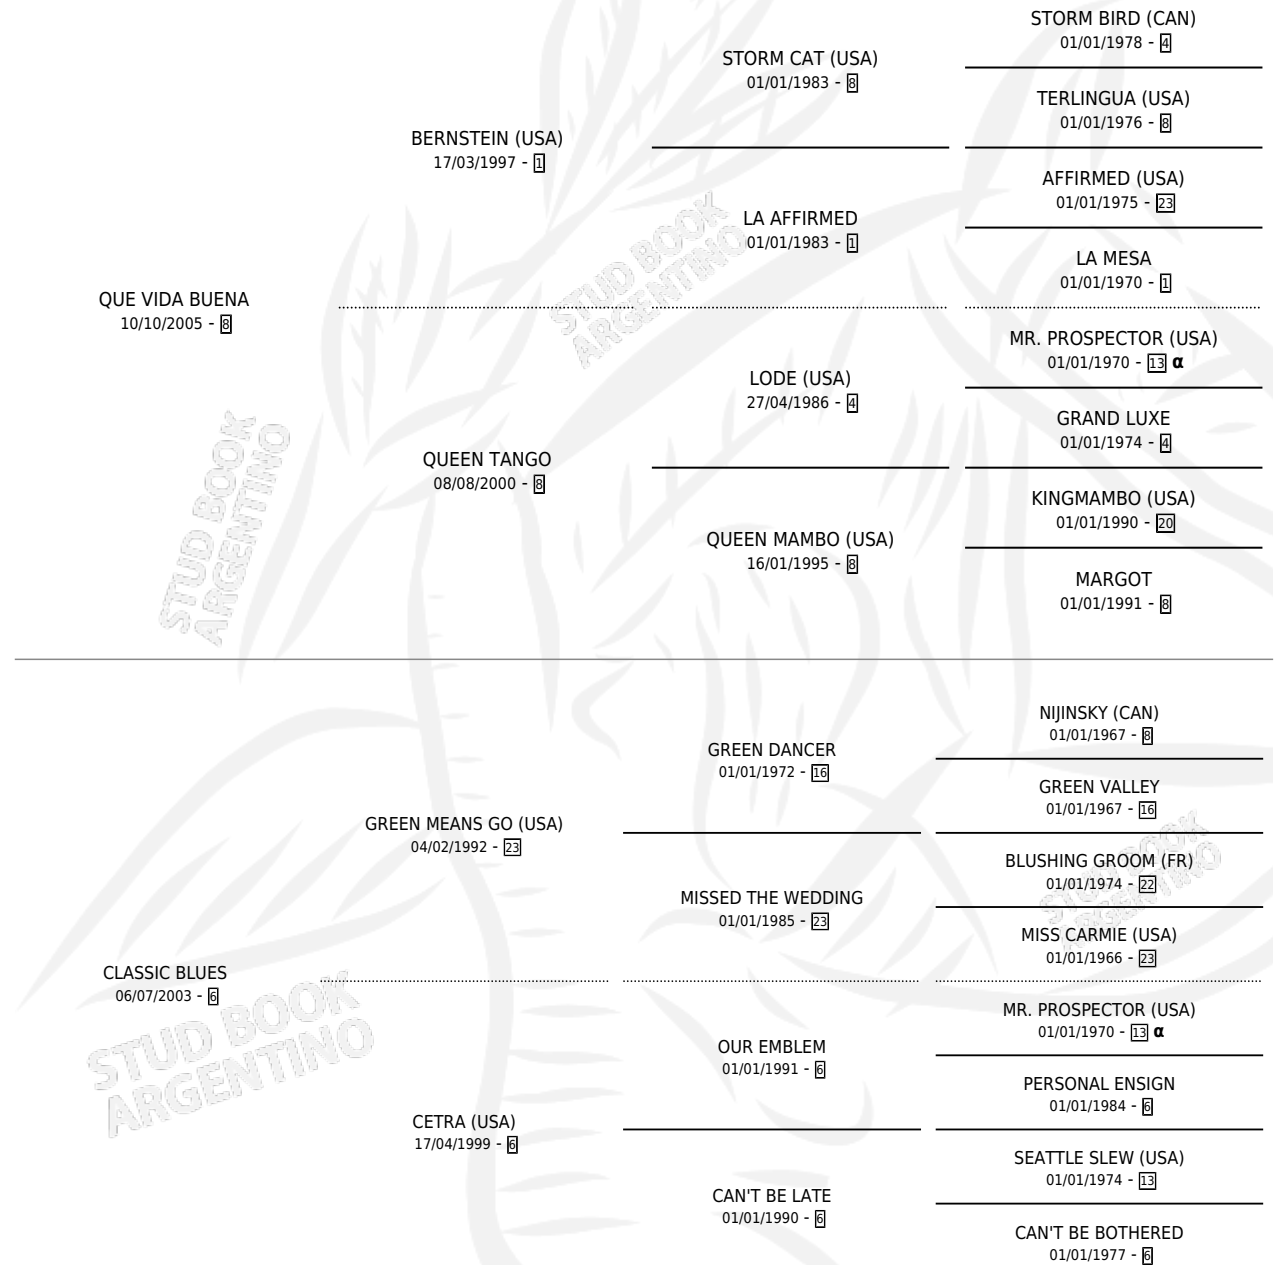 STORM BIRD (CAN)
01/01/1978 - 4
STORM CAT (USA)
01/01/1983 - 8
TERLINGUA (USA)
01/01/1976 - 8
BERNSTEIN (USA)
17/03/1997 - 1
AFFIRMED (USA)
01/01/1975 - 23
LA AFFIRMED
01/01/1983 - 1
LA MESA
01/01/1970 - 1
QUE VIDA BUENA
10/10/2005 - 8
MR. PROSPECTOR (USA)
01/01/1970 - 13 α
LODE (USA)
27/04/1986 - 4
GRAND LUXE
01/01/1974 - 4
QUEEN TANGO
08/08/2000 - 8
KINGMAMBO (USA)
01/01/1990 - 20
QUEEN MAMBO (USA)
16/01/1995 - 8
MARGOT
01/01/1991 - 8
NIJINSKY (CAN)
01/01/1967 - 8
GREEN DANCER
01/01/1972 - 16
GREEN VALLEY
01/01/1967 - 16
GREEN MEANS GO (USA)
04/02/1992 - 23
BLUSHING GROOM (FR)
01/01/1974 - 22
MISSED THE WEDDING
01/01/1985 - 23
MISS CARMIE (USA)
01/01/1966 - 23
CLASSIC BLUES
06/07/2003 - 6
MR. PROSPECTOR (USA)
01/01/1970 - 13 α
OUR EMBLEM
01/01/1991 - 6
PERSONAL ENSIGN
01/01/1984 - 6
CETRA (USA)
17/04/1999 - 6
SEATTLE SLEW (USA)
01/01/1974 - 13
CAN'T BE LATE
01/01/1990 - 6
CAN'T BE BOTHERED
01/01/1977 - 6
STUD BOOK
ARGENTINO
STUD BOOK
ARGENTINO
STUD BOOK
ARGENTINO
STUD BOOK
ARGENTINO